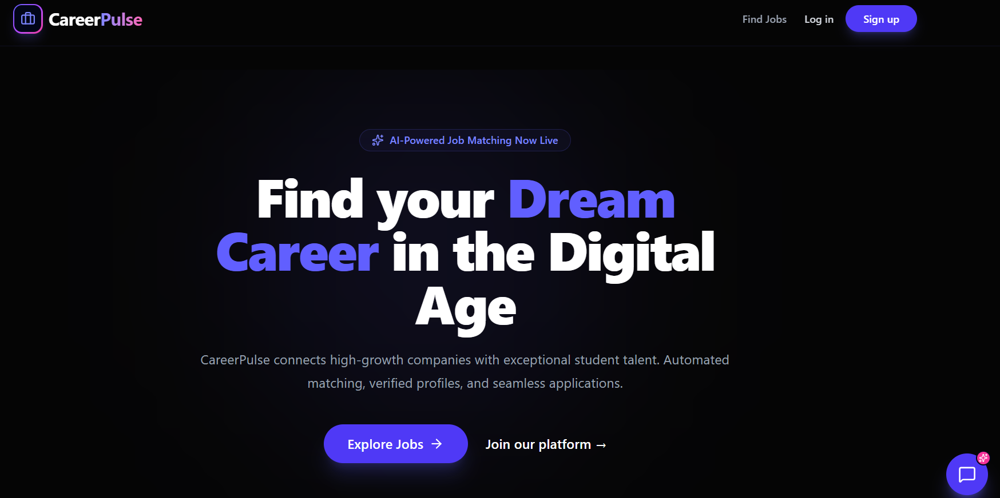 CareerPulse
Find Jobs
Log in
Sign up
AI-Powered Job Matching Now Live
Find your Dream
Career in the Digital
Age
CareerPulse connects high-growth companies with exceptional student talent. Automated
matching, verified profiles, and seamless applications.
Explore Jobs →
Join our platform →